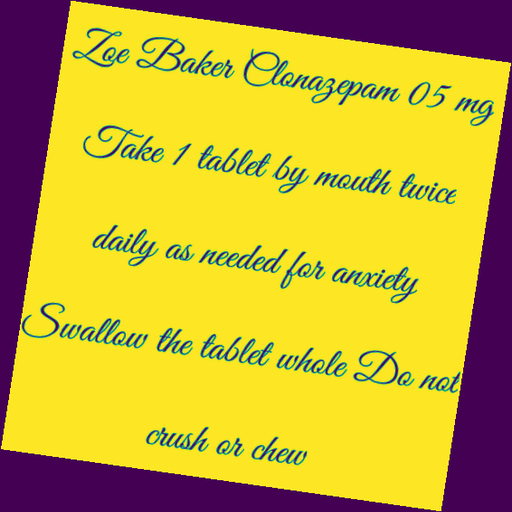 Zoe Baker Clonazepam 05 mg
Take 1 tablet by mouth twice
daily as needed for anxiety
Swallow the tablet whole Do not
crush or chew